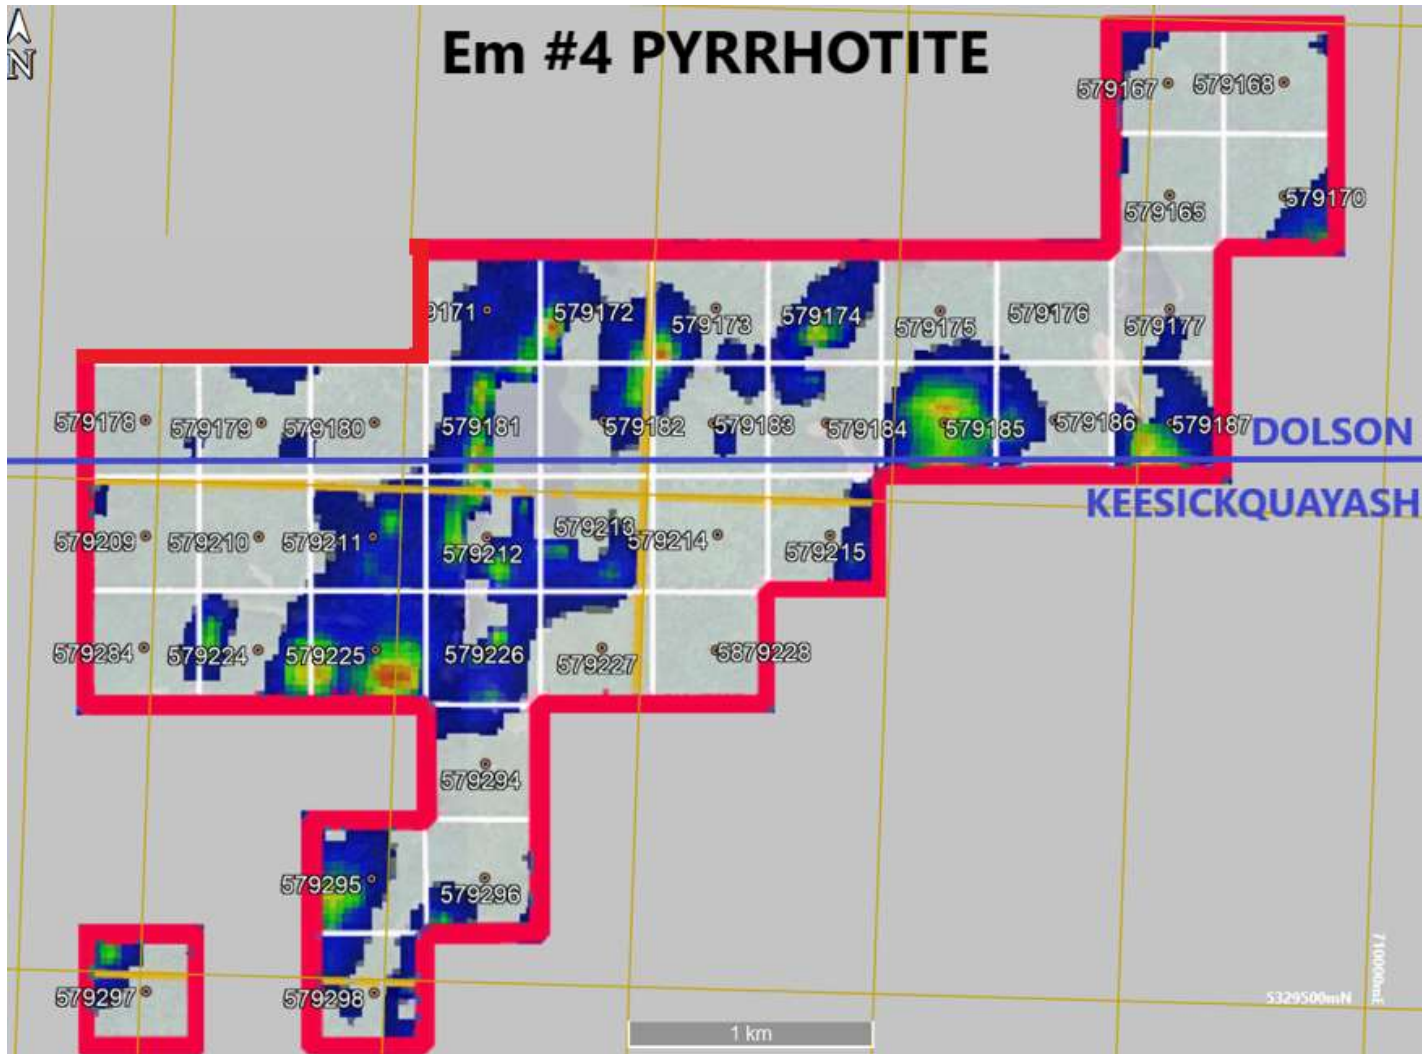 Em #4 PYRRHOTITE
N
579167 579168
579165 579170
9171 579172 579173 579174 579175 579176 579177
579178 579179 579180 579181 579182 579183 579184 579185 579186 579187
DOLSON
KEESICKQUAYASH
579209 579210 579211 579212 579213 579214 579215
579284 579224 579225 579226 579227 5879228
579294
579295 579296
579297 579298
1 km
5329500mN
710000mE